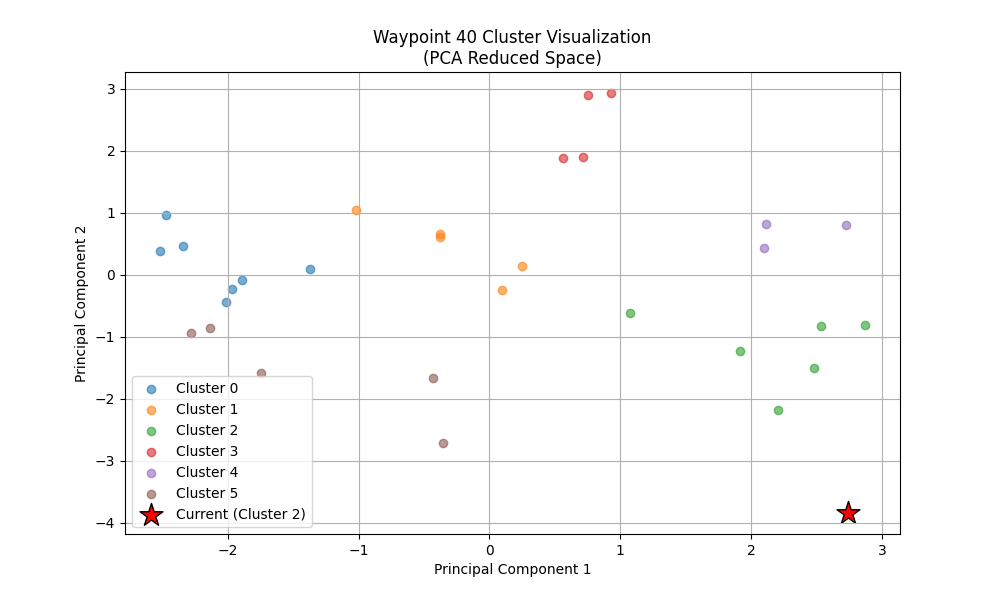 Waypoint 40 Cluster Visualization
(PCA Reduced Space)
Principal Component 2
3
2
1
0
−1
−2
−3
−4
Cluster 0
Cluster 1
Cluster 2
Cluster 3
Cluster 4
Cluster 5
Current (Cluster 2)
−2 −1 0 1 2 3
Principal Component 1